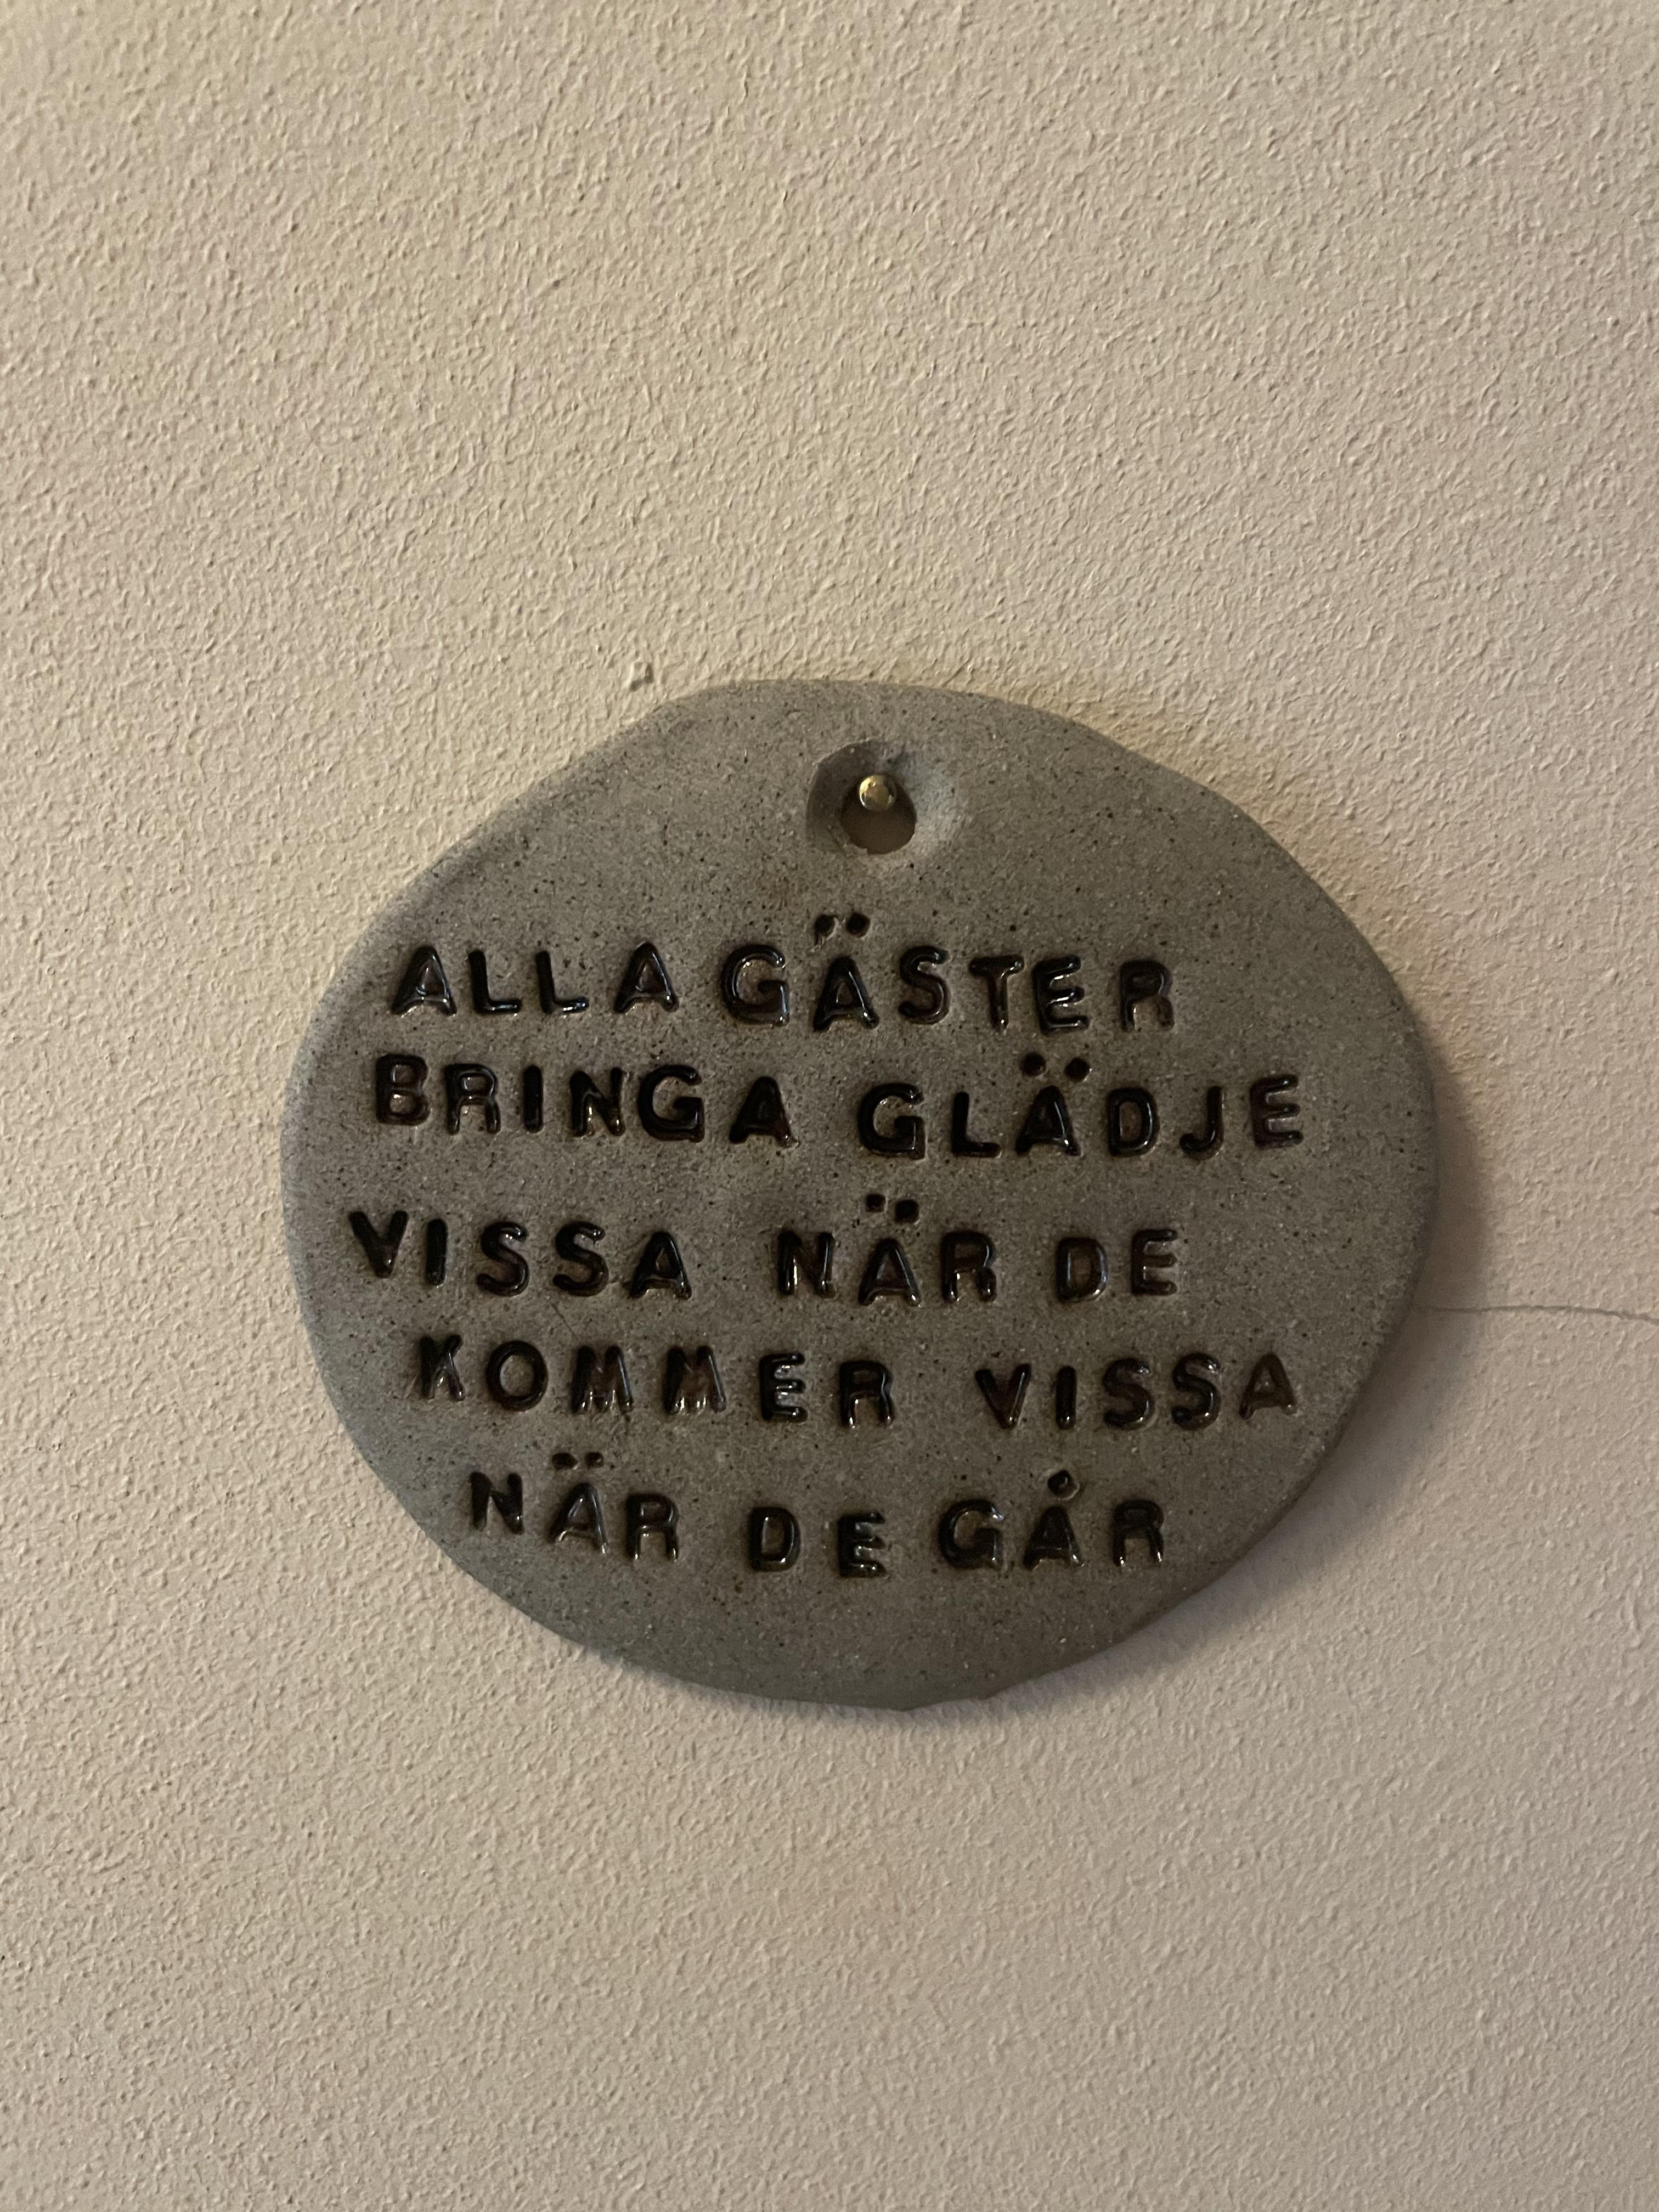 ALLA GÄSTER
BRINGA GLÄDJE
VISSA NÄR DE
KOMMER VISSA
NÄR DE GÅR